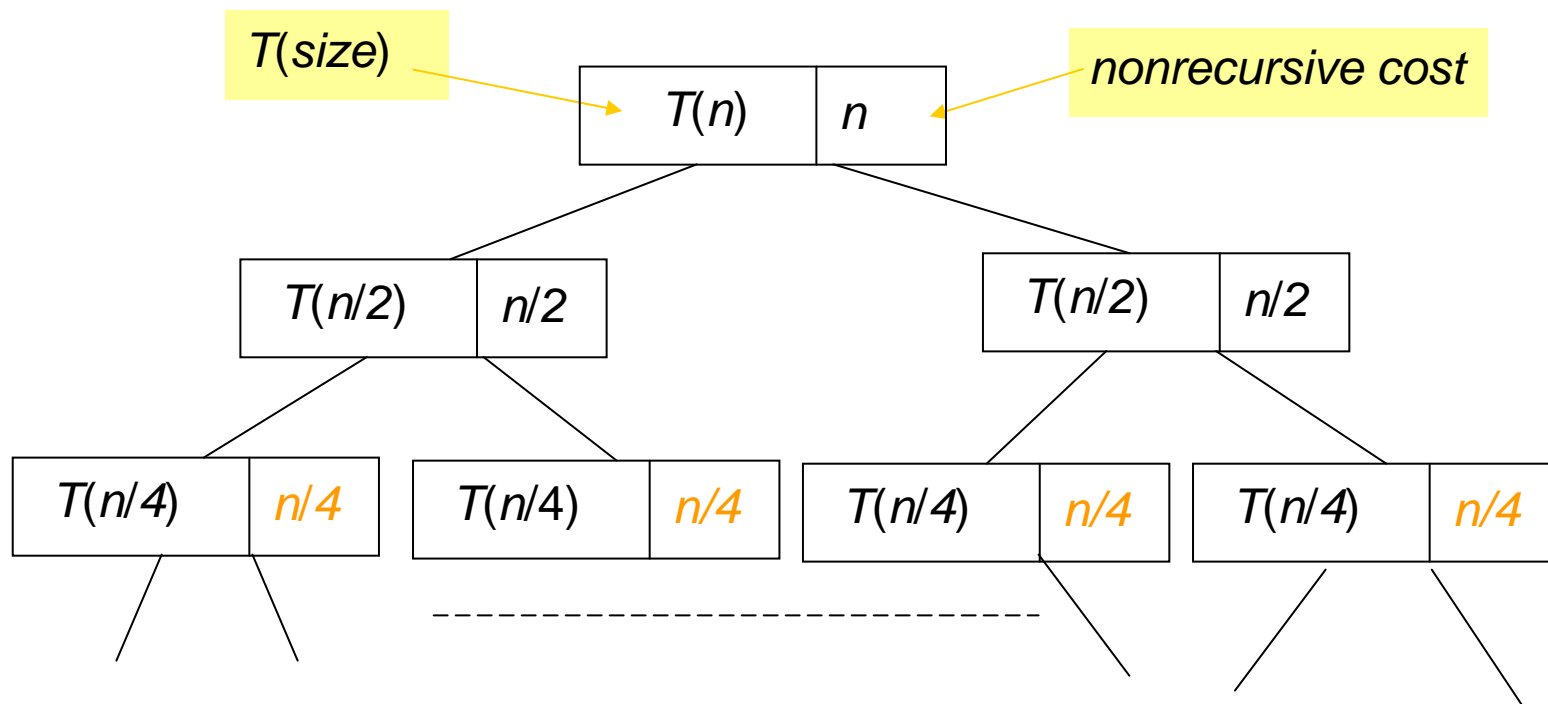 T(size)
nonrecursive cost
T(n) n
T(n/2) n/2
T(n/2) n/2
T(n/4) n/4
T(n/4) n/4
T(n/4) n/4
T(n/4) n/4